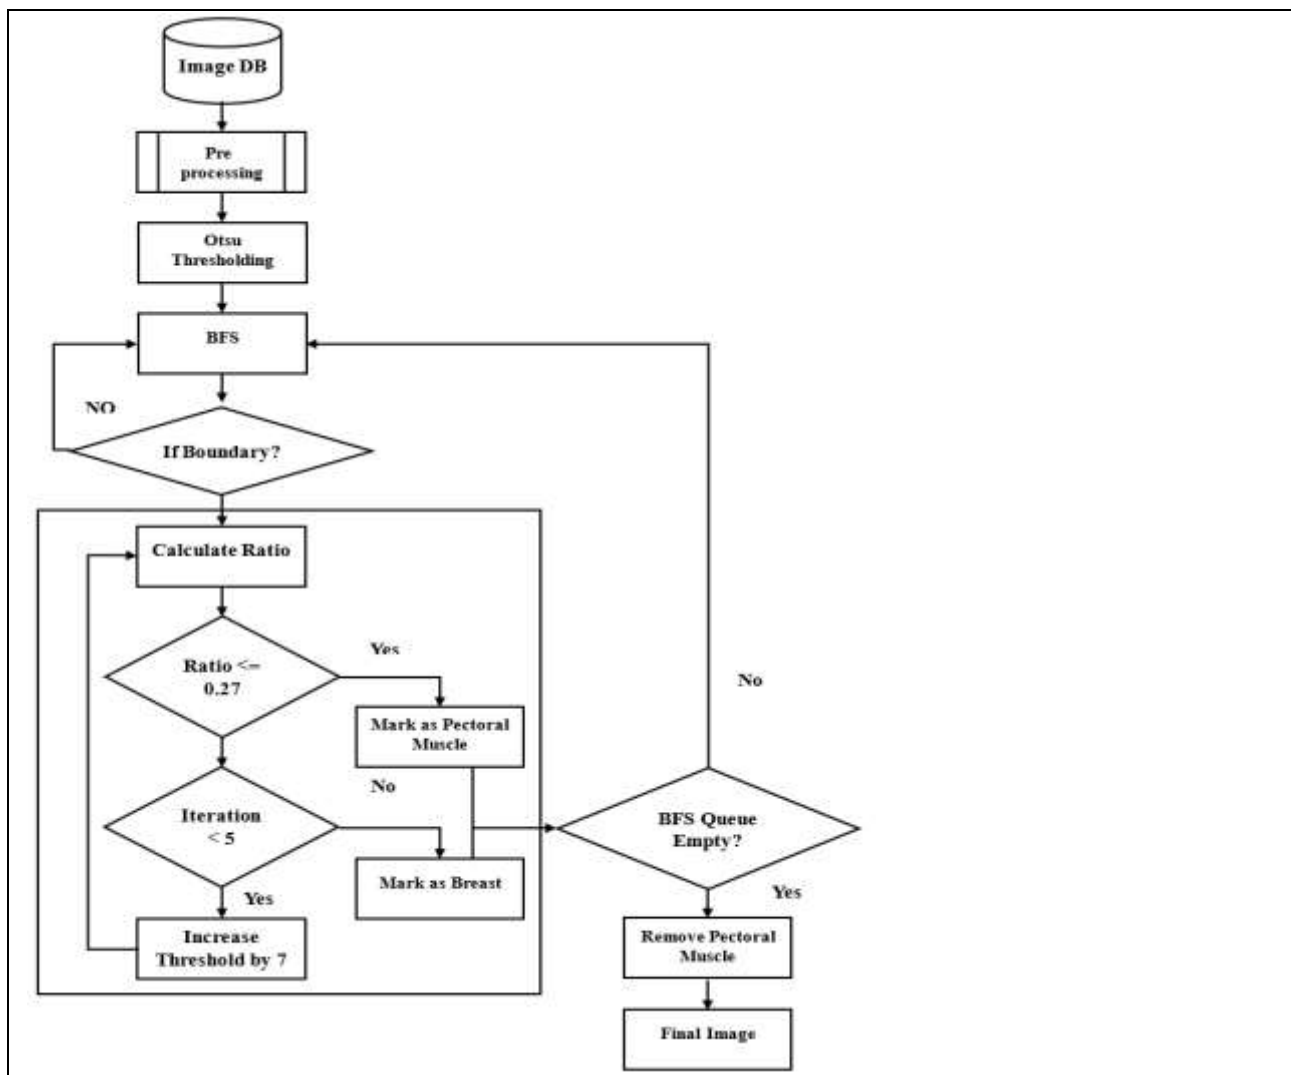 Image DB
Pre
processing
Otsu
Thresholding
BFS
NO
If Boundary?
Calculate Ratio
Ratio <=
0.27
Yes
Mark as Pectoral
Muscle
No
Iteration
< 5
Mark as Breast
Yes
Increase
Threshold by 7
No
BFS Queue
Empty?
Yes
Remove Pectoral
Muscle
Final Image